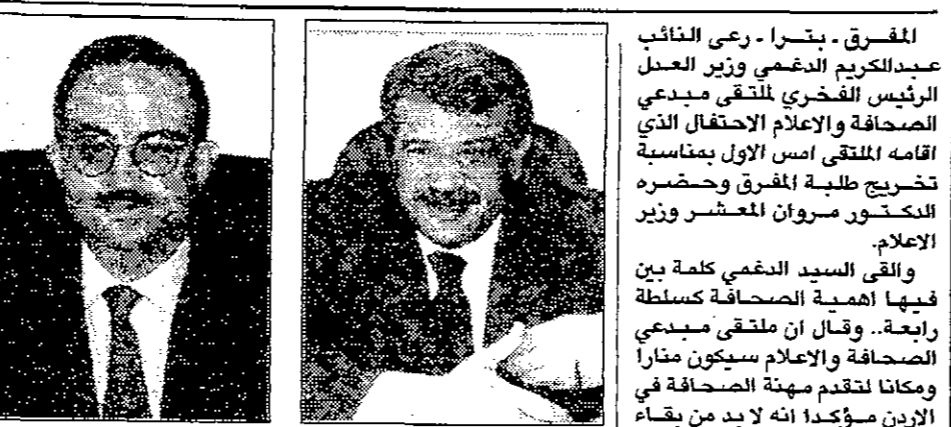 المفرق ـ بتـرا ـ رعى النائب
عبدالكريم الدغمي وزير العدل
الرئيس الفخري لملتقى مبدعي
الصحافة والاعلام الاحتفال الذي
اقامه الملتقى امس الاول بمناسبة
تخريج طلبة المفرق وحضره
الدكتور مروان المعشر وزير
الاعلام.
والقى السيد الدغمي كلمة بين
فيها اهمية الصحافة كسلطة
رابعة.. وقال ان ملتقى مبدعي
الصحافة والاعلام سيكون منارا
ومكانا لتقدم مهنة الصحافة في
الاردن مؤكدا انه لا بد من بقاء